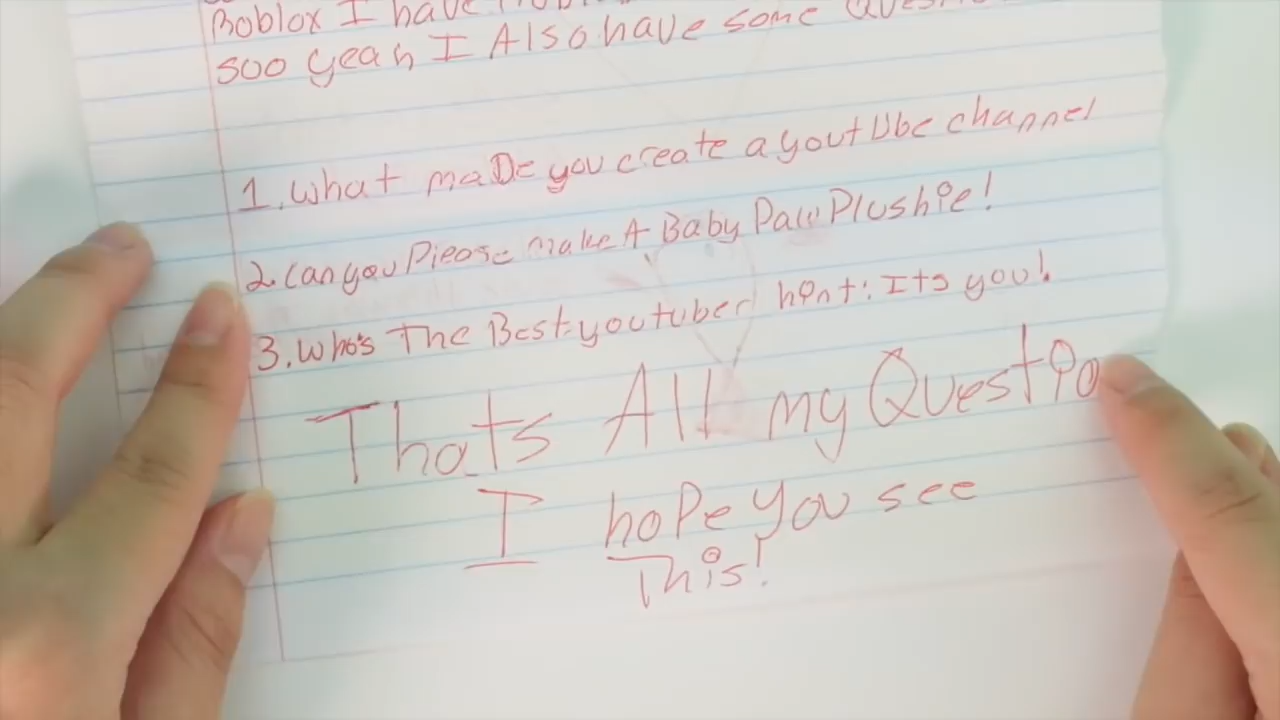 Boblox I have
soo yeah I Also have some
1. What maDe you create a youtUbe channel
2. Can you Please make A Baby Paw Plushie!
3. Who's The Best youtuber hint: Its you!
Thats All my Questio
I hope you see
This!